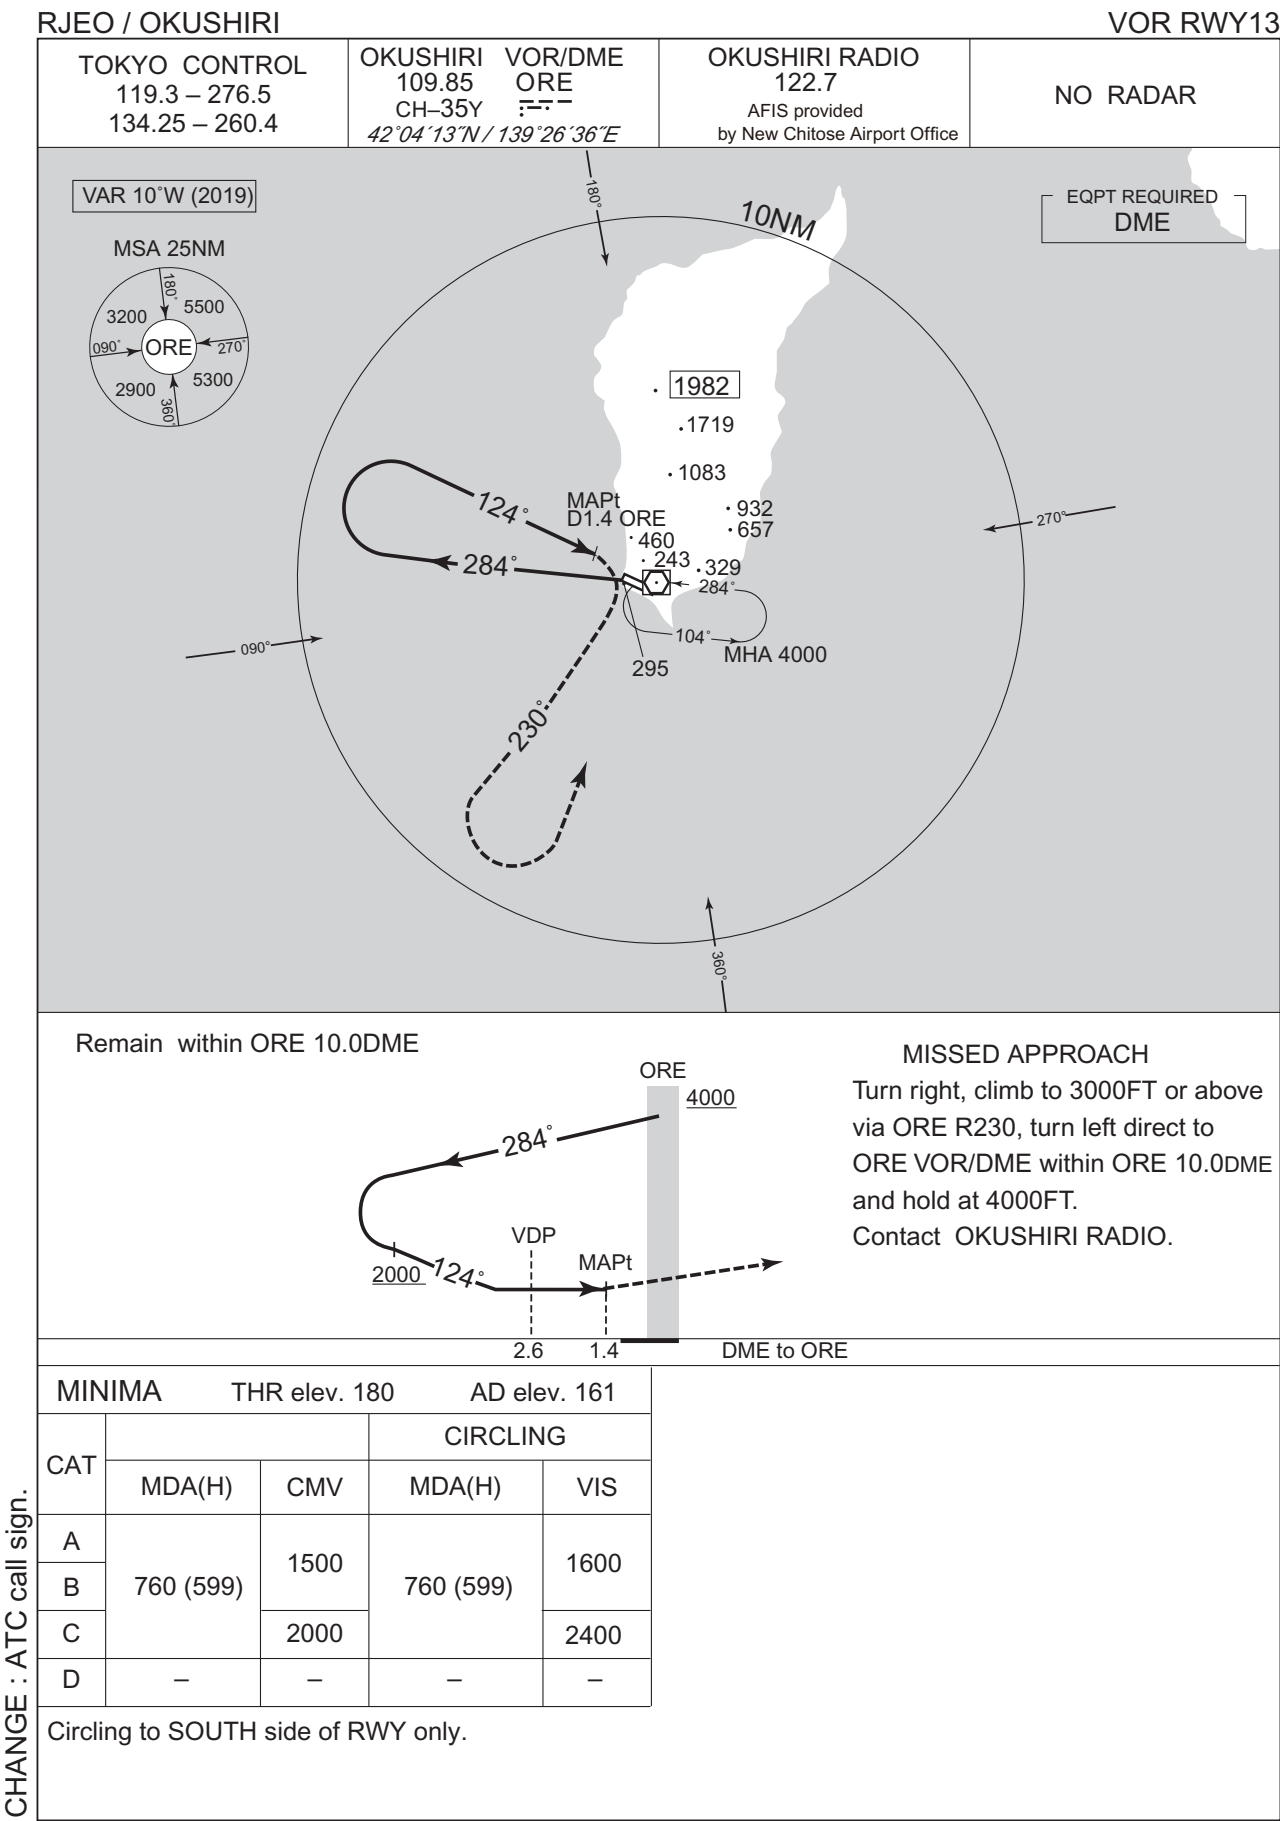 RJEO / OKUSHIRI
VOR RWY13
TOKYO CONTROL
119.3 – 276.5
134.25 – 260.4
OKUSHIRI VOR/DME
109.85 ORE
CH–35Y
42°04´13˝N / 139°26´36˝E
OKUSHIRI RADIO
122.7
AFIS provided
by New Chitose Airport Office
NO RADAR
VAR 10°W (2019)
MSA 25NM
180°
3200
5500
090°
ORE
270°
2900
5300
360°
180°
10NM
EQPT REQUIRED
DME
1982
1719
1083
932
657
124°
MAPt
D1.4 ORE
460
243
329
284°
284°
270°
090°
104°
MHA 4000
295
230°
360°
Remain within ORE 10.0DME
ORE
4000
284°
VDP
MAPt
2000
124°
2.6
1.4
DME to ORE
MISSED APPROACH
Turn right, climb to 3000FT or above
via ORE R230, turn left direct to
ORE VOR/DME within ORE 10.0DME
and hold at 4000FT.
Contact OKUSHIRI RADIO.
MINIMA THR elev. 180 AD elev. 161
CIRCLING
CAT
MDA(H) CMV MDA(H) VIS
A
1500 1600
B 760 (599) 760 (599)
C 2000 2400
D – – – –
Circling to SOUTH side of RWY only.
CHANGE : ATC call sign.